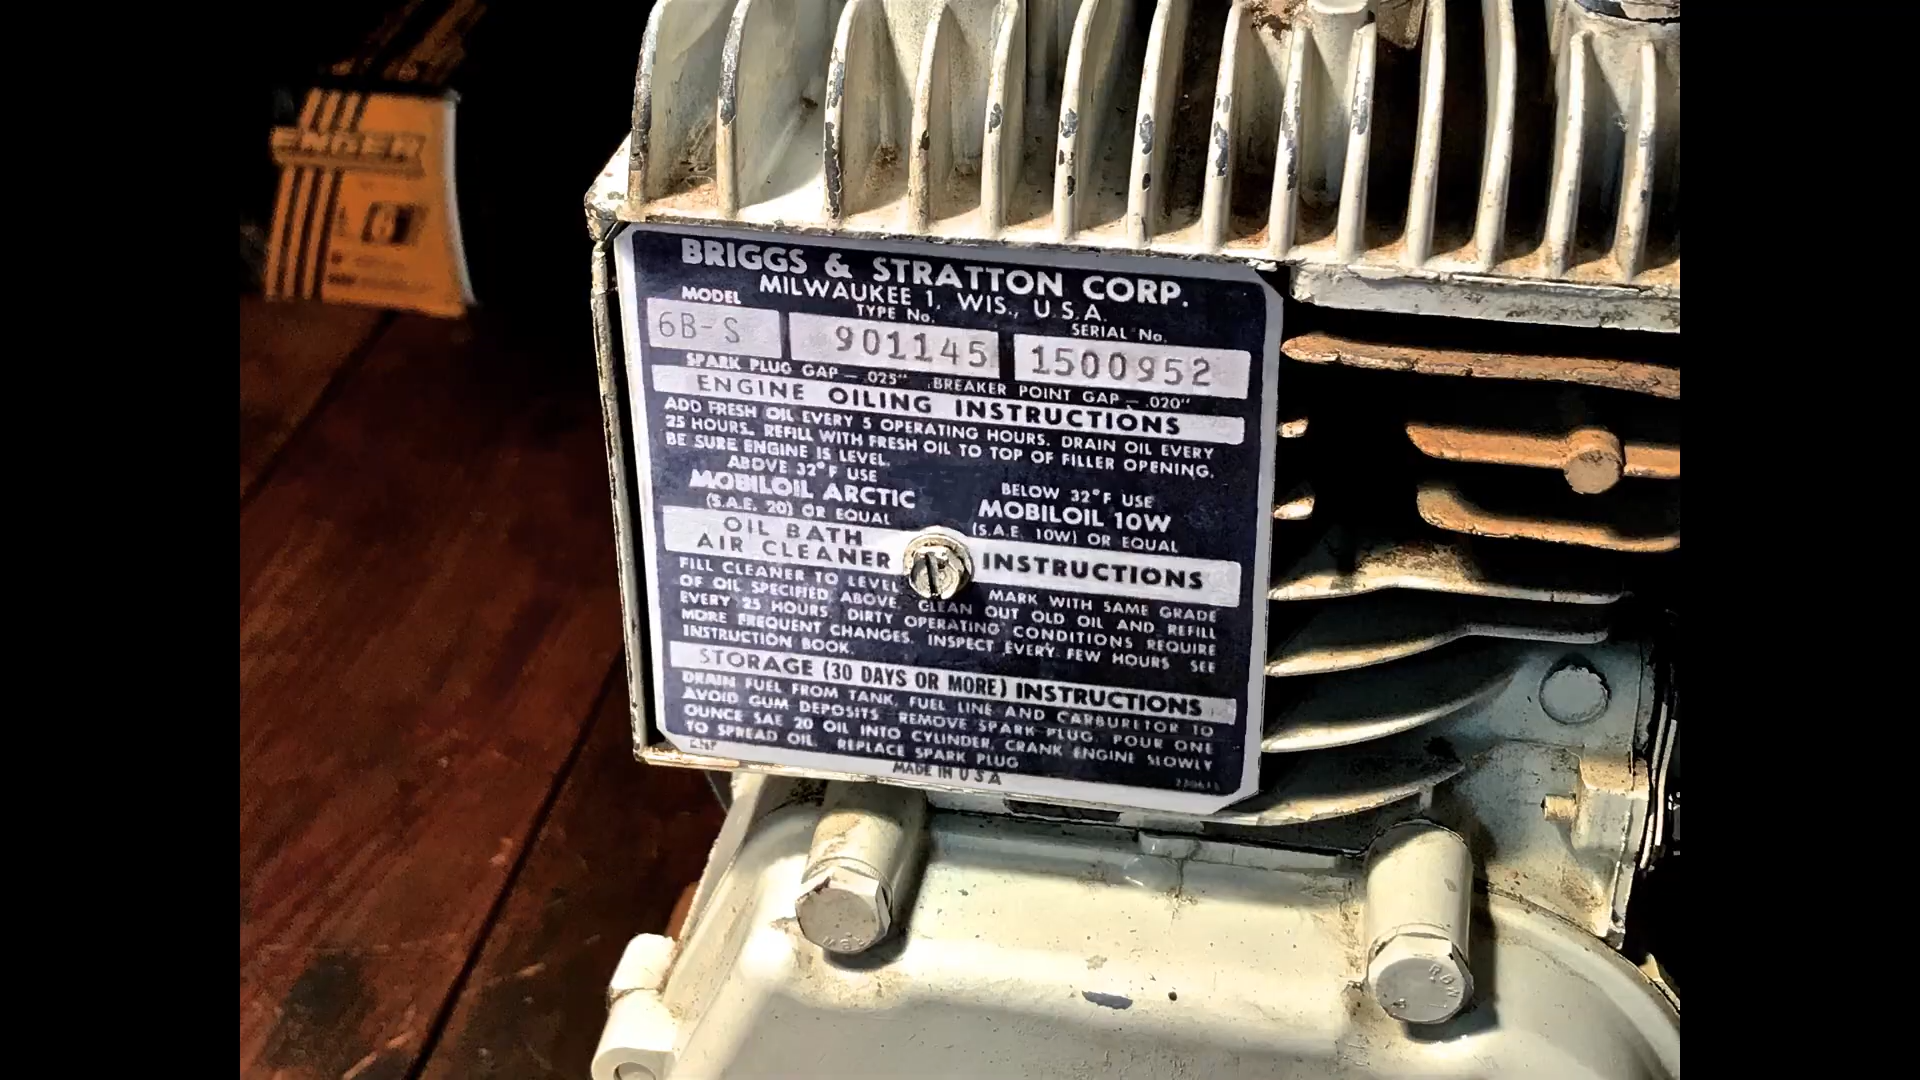 BRIGGS & STRATTON CORP.
MILWAUKEE 1, WIS., U.S.A.
MODEL TYPE No. SERIAL No.
6B-S 901145 1500952
SPARK PLUG GAP — .025" BREAKER POINT GAP — .020"
ENGINE OILING INSTRUCTIONS
ADD FRESH OIL EVERY 5 OPERATING HOURS. DRAIN OIL EVERY
25 HOURS. REFILL WITH FRESH OIL TO TOP OF FILLER OPENING.
BE SURE ENGINE IS LEVEL.
ABOVE 32°F USE
MOBILOIL ARCTIC
(S.A.E. 20) OR EQUAL
BELOW 32°F USE
MOBILOIL 10W
(S.A.E. 10W) OR EQUAL
OIL BATH
AIR CLEANER INSTRUCTIONS
FILL CLEANER TO LEVEL MARK WITH SAME GRADE
OF OIL SPECIFIED ABOVE. CLEAN OUT OLD OIL AND REFILL
EVERY 25 HOURS. DIRTY OPERATING CONDITIONS REQUIRE
MORE FREQUENT CHANGES. INSPECT EVERY FEW HOURS SEE
INSTRUCTION BOOK.
STORAGE (30 DAYS OR MORE) INSTRUCTIONS
DRAIN FUEL FROM TANK, FUEL LINE AND CARBURETOR TO
AVOID GUM DEPOSITS. REMOVE SPARK PLUG, POUR ONE
OUNCE SAE 20 OIL INTO CYLINDER, CRANK ENGINE SLOWLY
TO SPREAD OIL. REPLACE SPARK PLUG
MADE IN U S A